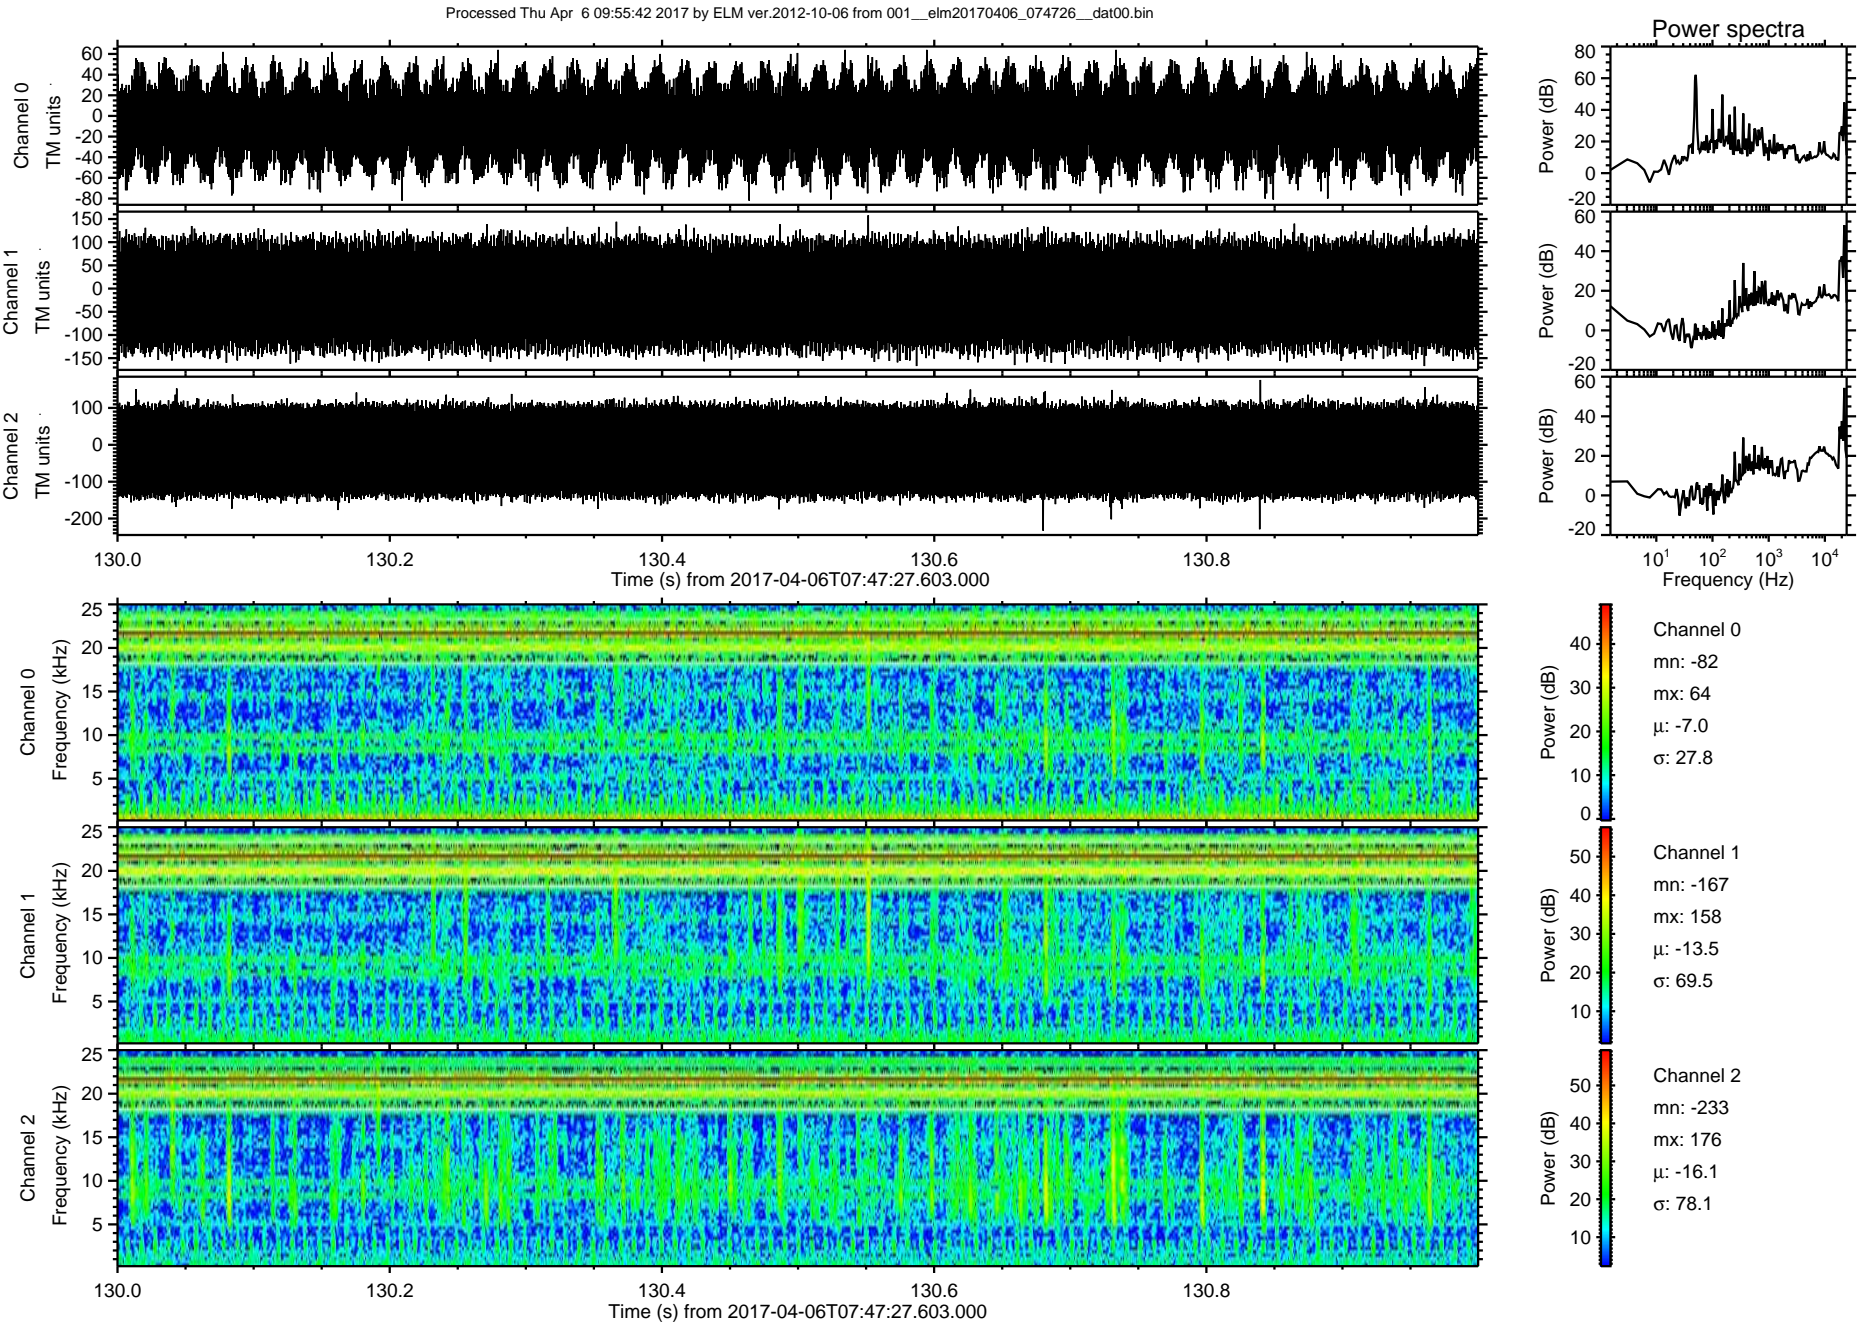 Processed Thu Apr  6 09:55:42 2017 by ELM ver.2012-10-06 from 001__elm20170406_074726__dat00.bin
Power spectra
Channel 0
TM units
60
40
20
0
-20
-40
-60
-80
Power (dB)
80
60
40
20
0
-20
Channel 1
TM units
150
100
50
0
-50
-100
-150
Power (dB)
60
40
20
0
-20
Channel 2
TM units
100
0
-100
-200
Power (dB)
60
40
20
0
-20
130.0 130.2 130.4 130.6 130.8
Time (s) from 2017-04-06T07:47:27.603.000
10¹ 10² 10³ 10⁴
Frequency (Hz)
Channel 0
Frequency (kHz)
25
20
15
10
5
Power (dB)
40
30
20
10
0
Channel 0
mn: -82
mx: 64
μ: -7.0
σ: 27.8
Channel 1
Frequency (kHz)
25
20
15
10
5
Power (dB)
50
40
30
20
10
Channel 1
mn: -167
mx: 158
μ: -13.5
σ: 69.5
Channel 2
Frequency (kHz)
25
20
15
10
5
Power (dB)
50
40
30
20
10
Channel 2
mn: -233
mx: 176
μ: -16.1
σ: 78.1
130.0 130.2 130.4 130.6 130.8
Time (s) from 2017-04-06T07:47:27.603.000